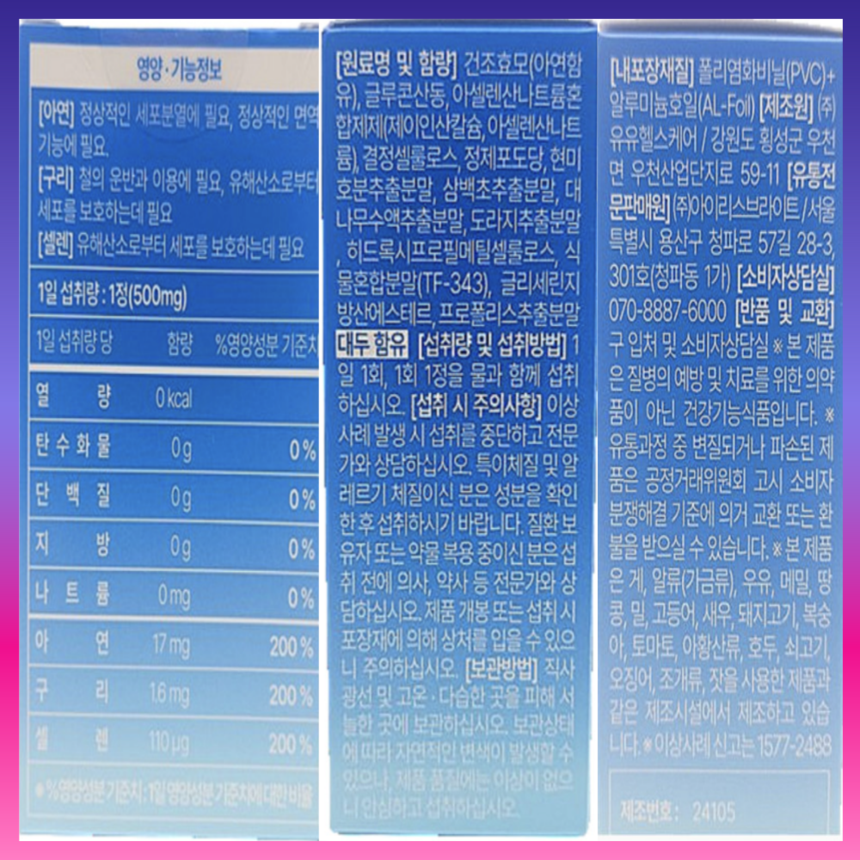 영양·기능정보
[아연] 정상적인 세포분열에 필요, 정상적인 면역
기능에 필요.
[구리] 철의 운반과 이용에 필요, 유해산소로부터
세포를 보호하는데 필요
[셀렌] 유해산소로부터 세포를 보호하는데 필요
1일 섭취량 : 1정(500mg)
1일 섭취량 당 함량 %영양성분 기준치
열 량 0 kcal
탄수화물 0 g 0 %
단 백 질 0 g 0 %
지 방 0 g 0 %
나 트 륨 0 mg 0 %
아 연 17 mg 200 %
구 리 1.6 mg 200 %
셀 렌 110 μg 200 %
※ %영양성분 기준치 : 1일 영양성분 기준치에 대한 비율
[원료명 및 함량] 건조효모(아연함
유), 글루콘산동, 아셀렌산나트륨혼
합제제(제이인산칼슘, 아셀렌산나트
륨), 결정셀룰로스, 정제포도당, 현미
호분추출분말, 삼백초추출분말, 대
나무수액추출분말, 도라지추출분말
, 히드록시프로필메틸셀룰로스, 식
물혼합분말(TF-343), 글리세린지
방산에스테르, 프로폴리스추출분말
대두 함유 [섭취량 및 섭취방법] 1
일 1회, 1회 1정을 물과 함께 섭취
하십시오. [섭취 시 주의사항] 이상
사례 발생 시 섭취를 중단하고 전문
가와 상담하십시오. 특이체질 및 알
레르기 체질이신 분은 성분을 확인
한 후 섭취하시기 바랍니다. 질환 보
유자 또는 약물 복용 중이신 분은 섭
취 전에 의사, 약사 등 전문가와 상
담하십시오. 제품 개봉 또는 섭취 시
포장재에 의해 상처를 입을 수 있으
니 주의하십시오. [보관방법] 직사
광선 및 고온·다습한 곳을 피해 서
늘한 곳에 보관하십시오. 보관상태
에 따라 자연적인 변색이 발생할 수
있으나, 제품 품질에는 이상이 없으
니 안심하고 섭취하십시오.
[내포장재질] 폴리염화비닐(PVC)+
알루미늄호일(AL-Foil) [제조원] ㈜
유유헬스케어 / 강원도 횡성군 우천
면 우천산업단지로 59-11 [유통전
문판매원] ㈜아이리스브라이트 / 서울
특별시 용산구 청파로 57길 28-3,
301호(청파동 1가) [소비자상담실]
070-8887-6000 [반품 및 교환]
구 입처 및 소비자상담실 ※ 본 제품
은 질병의 예방 및 치료를 위한 의약
품이 아닌 건강기능식품입니다. ※
유통과정 중 변질되거나 파손된 제
품은 공정거래위원회 고시 소비자
분쟁해결 기준에 의거 교환 또는 환
불을 받으실 수 있습니다. ※ 본 제품
은 게, 알류(가금류), 우유, 메밀, 땅
콩, 밀, 고등어, 새우, 돼지고기, 복숭
아, 토마토, 아황산류, 호두, 쇠고기,
오징어, 조개류, 잣을 사용한 제품과
같은 제조시설에서 제조하고 있습
니다. ※ 이상사례 신고는 1577-2488
제조번호 : 24105